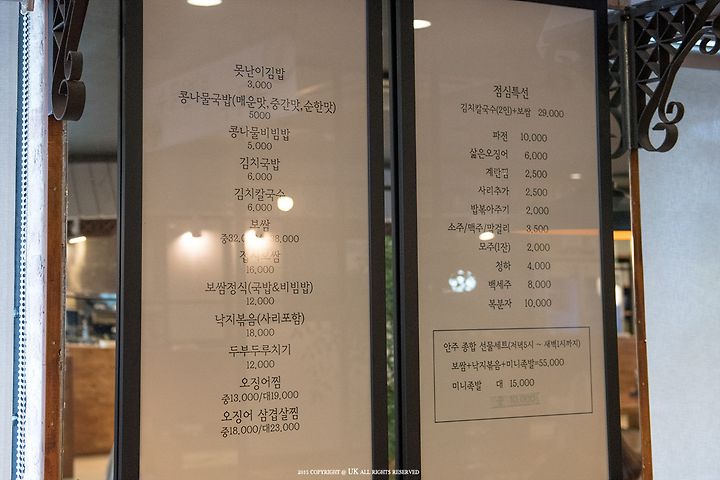 못난이김밥
3,000
콩나물국밥(매운맛,중간맛,순한맛)
5000
콩나물비빔밥
5,000
김치국밥
6,000
김치칼국수
6,000
보쌈
16,000
보쌈정식(국밥&비빔밥)
12,000
낙지볶음(사리포함)
18,000
두부두루치기
12,000
오징어찜
중13,000/대19,000
오징어 삼겹살찜
중18,000/대23,000
점심특선
김치칼국수(2인)+보쌈 29,000
파전 10,000
삶은오징어 6,000
계란찜 2,500
사리추가 2,500
밥볶아주기 2,000
소주/맥주/막걸리 3,500
모주(1잔) 2,000
청하 4,000
백세주 8,000
복분자 10,000
안주 종합 선물세트(저녁5시 ~ 새벽1시까지)
보쌈+낙지볶음+미니족발=55,000
미니족발 대 15,000
2015 COPYRIGHT @ UK ALL RIGHTS RESERVED